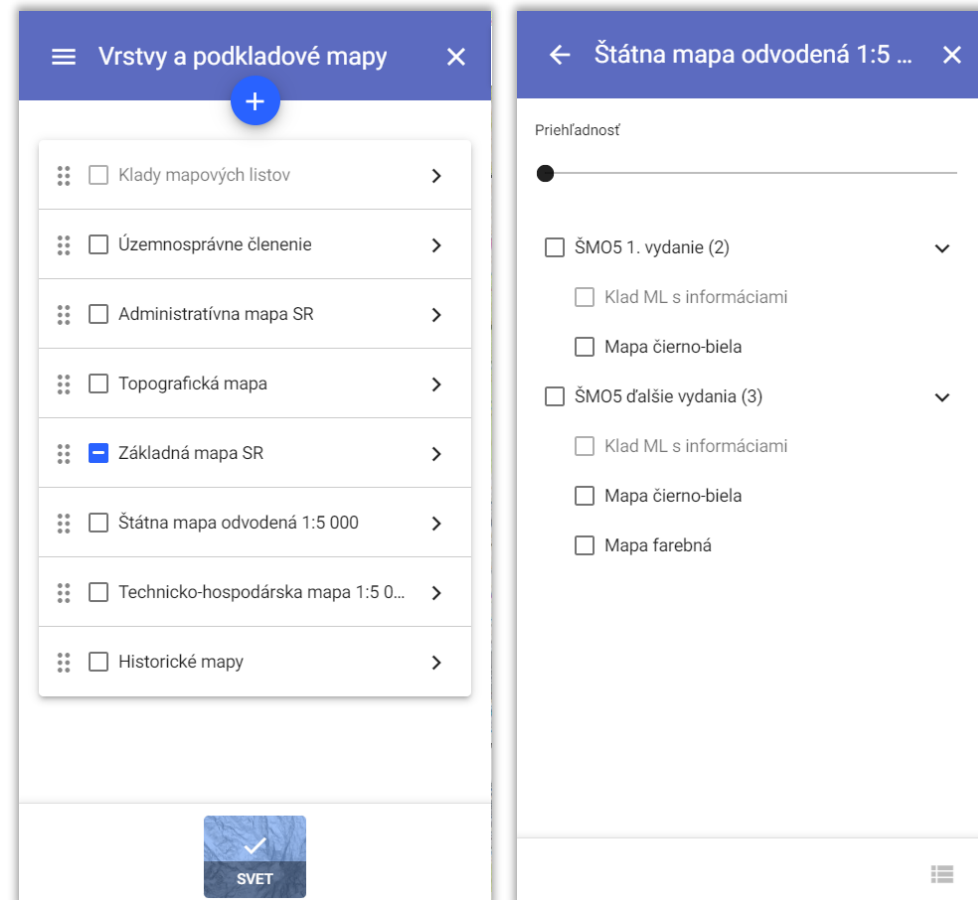 Vrstvy a podkladové mapy
Klady mapových listov
Územnosprávne členenie
Administratívna mapa SR
Topografická mapa
Základná mapa SR
Štátna mapa odvodená 1:5 000
Technicko-hospodárska mapa 1:5 0...
Historické mapy
SVET
Štátna mapa odvodená 1:5 ...
Priehľadnosť
ŠMO5 1. vydanie (2)
Klad ML s informáciami
Mapa čierno-biela
ŠMO5 ďalšie vydania (3)
Klad ML s informáciami
Mapa čierno-biela
Mapa farebná